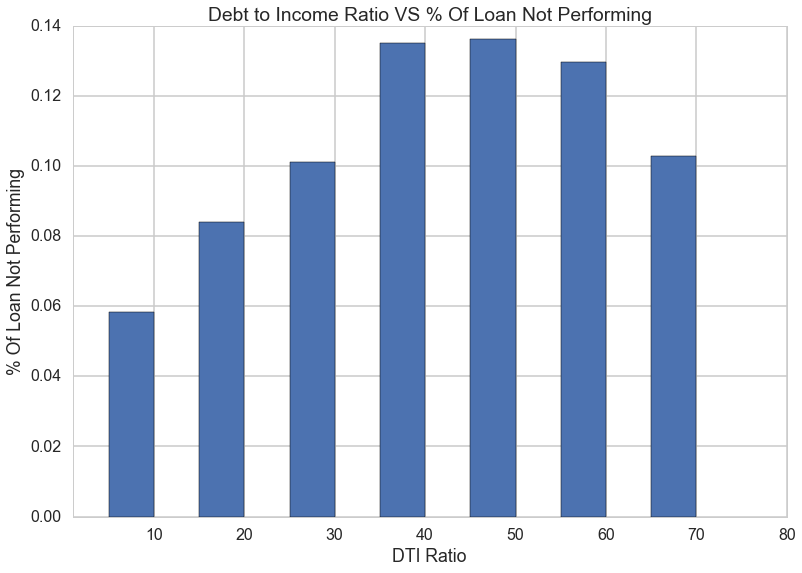 Debt to Income Ratio VS % Of Loan Not Performing
0.14
0.12
0.10
0.08
0.06
0.04
0.02
0.00
% Of Loan Not Performing
10 20 30 40 50 60 70 80
DTI Ratio